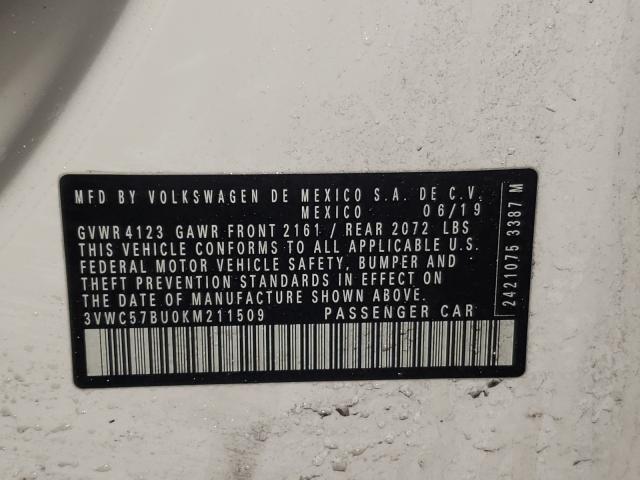 MFD BY VOLKSWAGEN DE MEXICO S.A. DE C.V.
MEXICO 06/19
GVWR 4123 GAWR FRONT 2161 / REAR 2072 LBS
THIS VEHICLE CONFORMS TO ALL APPLICABLE U.S.
FEDERAL MOTOR VEHICLE SAFETY, BUMPER AND
THEFT PREVENTION STANDARDS IN EFFECT ON
THE DATE OF MANUFACTURE SHOWN ABOVE.
3VWC57BU0KM211509 PASSENGER CAR
2421075 3387 M